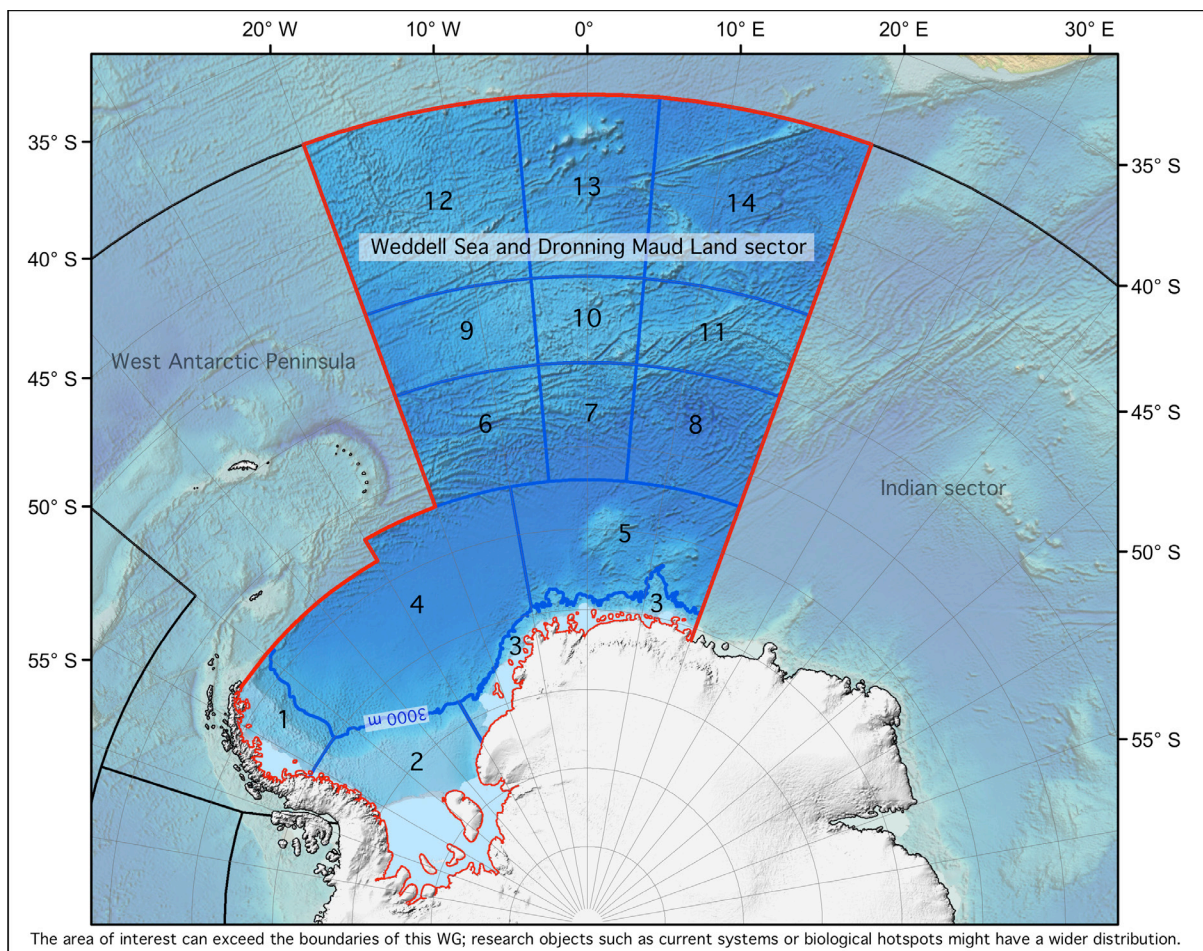 20° W 10° W 0° 10° E 20° E 30° E
35° S
35° S
12 13 14
Weddell Sea and Dronning Maud Land sector
40° S
40° S
9 10 11
West Antarctic Peninsula
45° S
45° S
6 7 8
Indian sector
50° S
50° S
5
4
3
3
55° S
1
3000 m
55° S
2
The area of interest can exceed the boundaries of this WG; research objects such as current systems or biological hotspots might have a wider distribution.